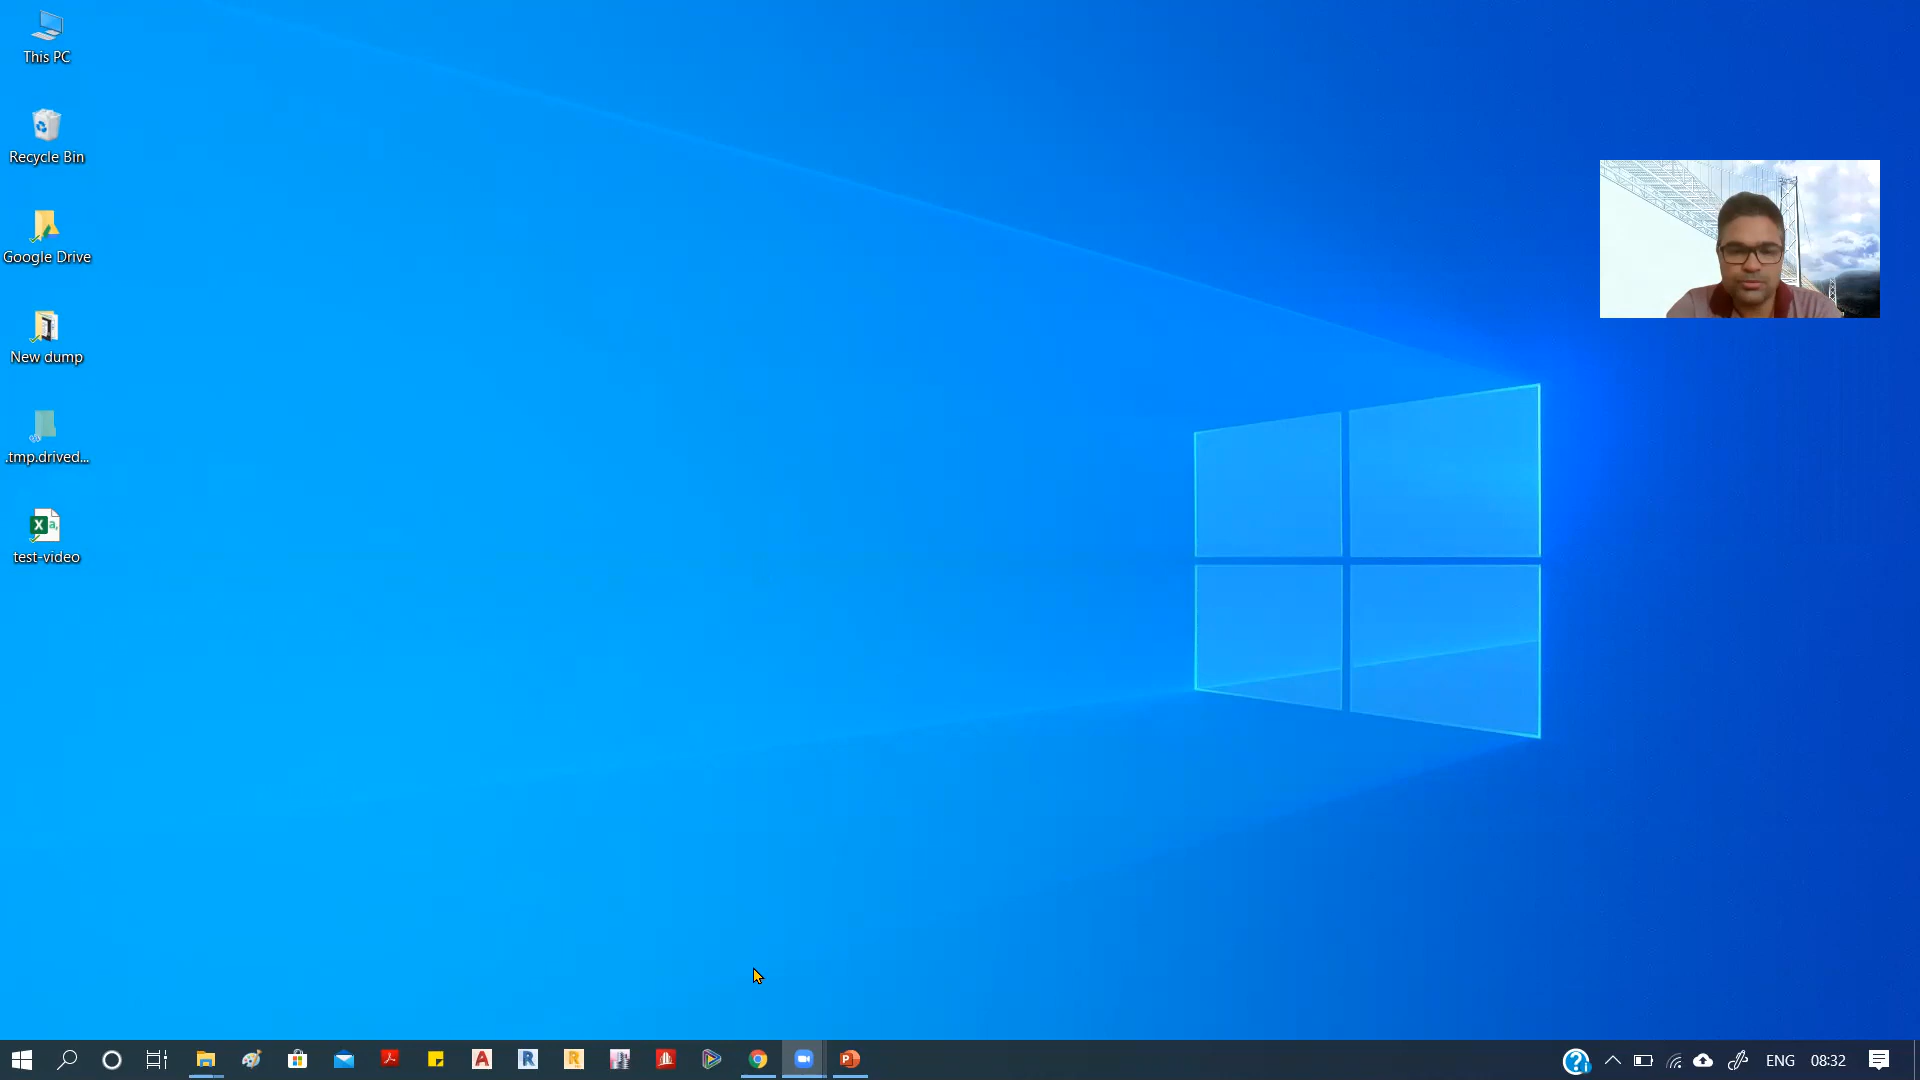 This PC
Recycle Bin
Google Drive
New dump
.tmp.drived...
test-video
ENG
08:32